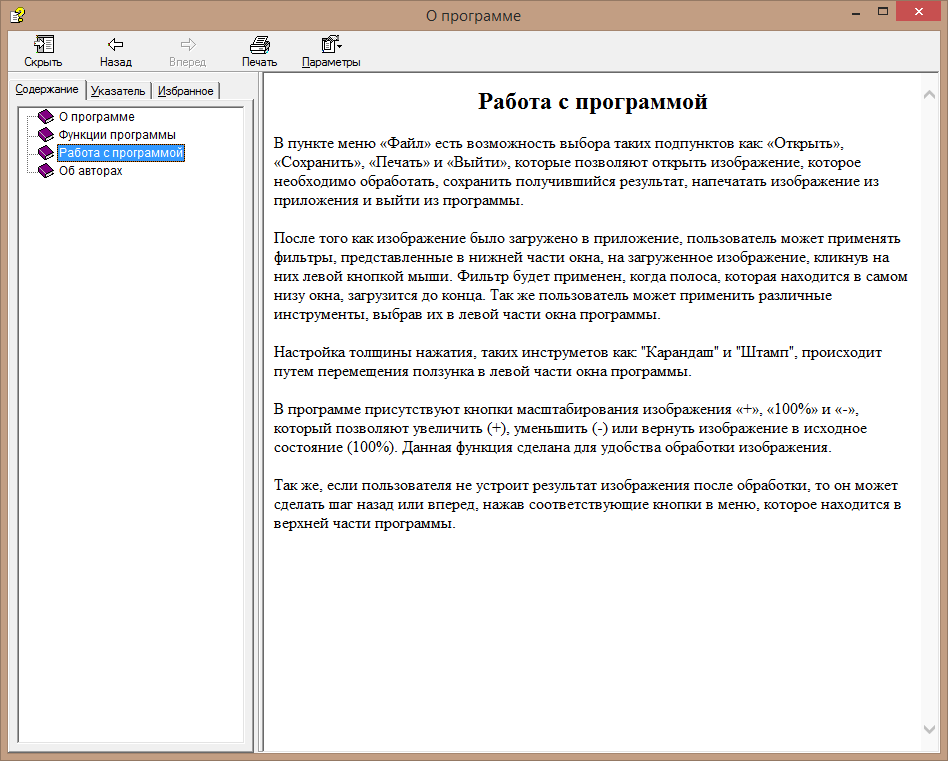 О программе
Скрыть
Назад
Вперед
Печать
Параметры
Содержание
Указатель
Избранное
О программе
Функции программы
Работа с программой
Об авторах
Работа с программой
В пункте меню «Файл» есть возможность выбора таких подпунктов как: «Открыть»,
«Сохранить», «Печать» и «Выйти», которые позволяют открыть изображение, которое
необходимо обработать, сохранить получившийся результат, напечатать изображение из
приложения и выйти из программы.
После того как изображение было загружено в приложение, пользователь может применять
фильтры, представленные в нижней части окна, на загруженное изображение, кликнув на
них левой кнопкой мыши. Фильтр будет применен, когда полоса, которая находится в самом
низу окна, загрузится до конца. Так же пользователь может применить различные
инструменты, выбрав их в левой части окна программы.
Настройка толщины нажатия, таких инструметов как: "Карандаш" и "Штамп", происходит
путем перемещения ползунка в левой части окна программы.
В программе присутствуют кнопки масштабирования изображения «+», «100%» и «-»,
который позволяют увеличить (+), уменьшить (-) или вернуть изображение в исходное
состояние (100%). Данная функция сделана для удобства обработки изображения.
Так же, если пользователя не устроит результат изображения после обработки, то он может
сделать шаг назад или вперед, нажав соответствующие кнопки в меню, которое находится в
верхней части программы.